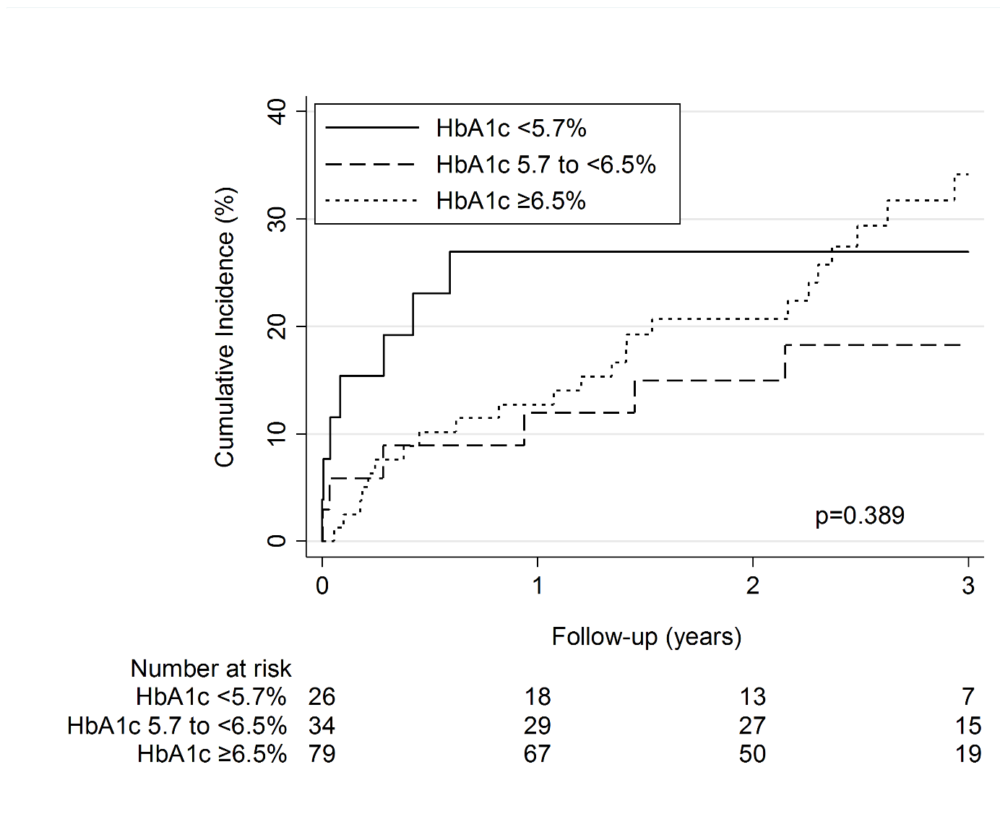 40
30
20
10
0
Cumulative Incidence (%)
HbA1c <5.7%
HbA1c 5.7 to <6.5%
HbA1c ≥6.5%
p=0.389
0 1 2 3
Follow-up (years)
Number at risk
HbA1c <5.7% 26 18 13 7
HbA1c 5.7 to <6.5% 34 29 27 15
HbA1c ≥6.5% 79 67 50 19